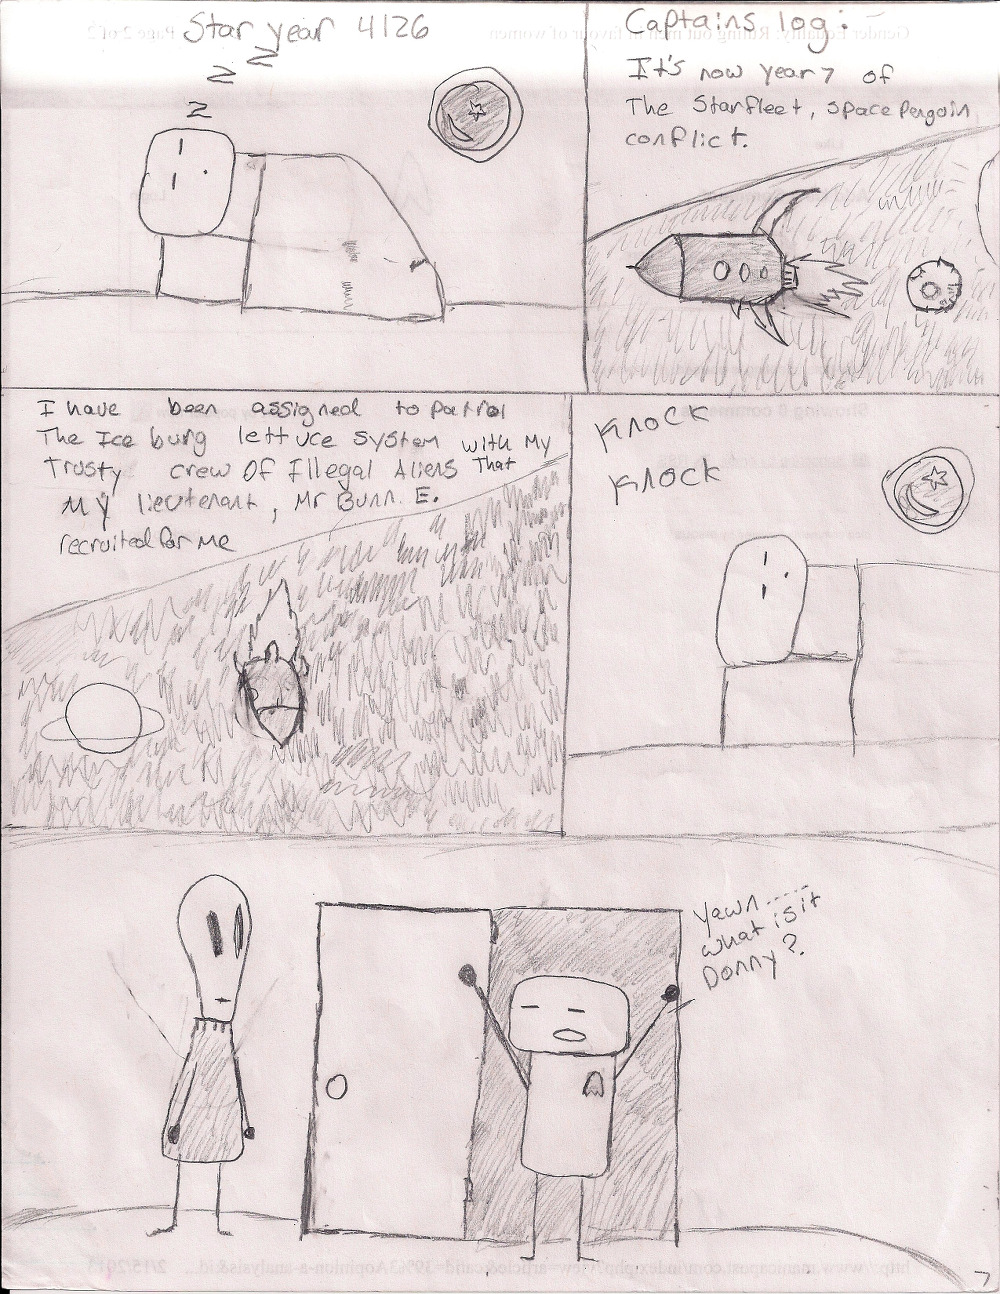 Star year 4126
z
z
z
Captains log:
It's now year 7 of
The Starfleet, space Pengoin
conflict.
I have been assigned to patrol
The Ice burg lettuce system with My
Trusty crew of Illegal Aliens That
My lieutenant, Mr Bunn. E.
recruited for me
Knock
Knock
Yawn......
what is it
Donny?
7